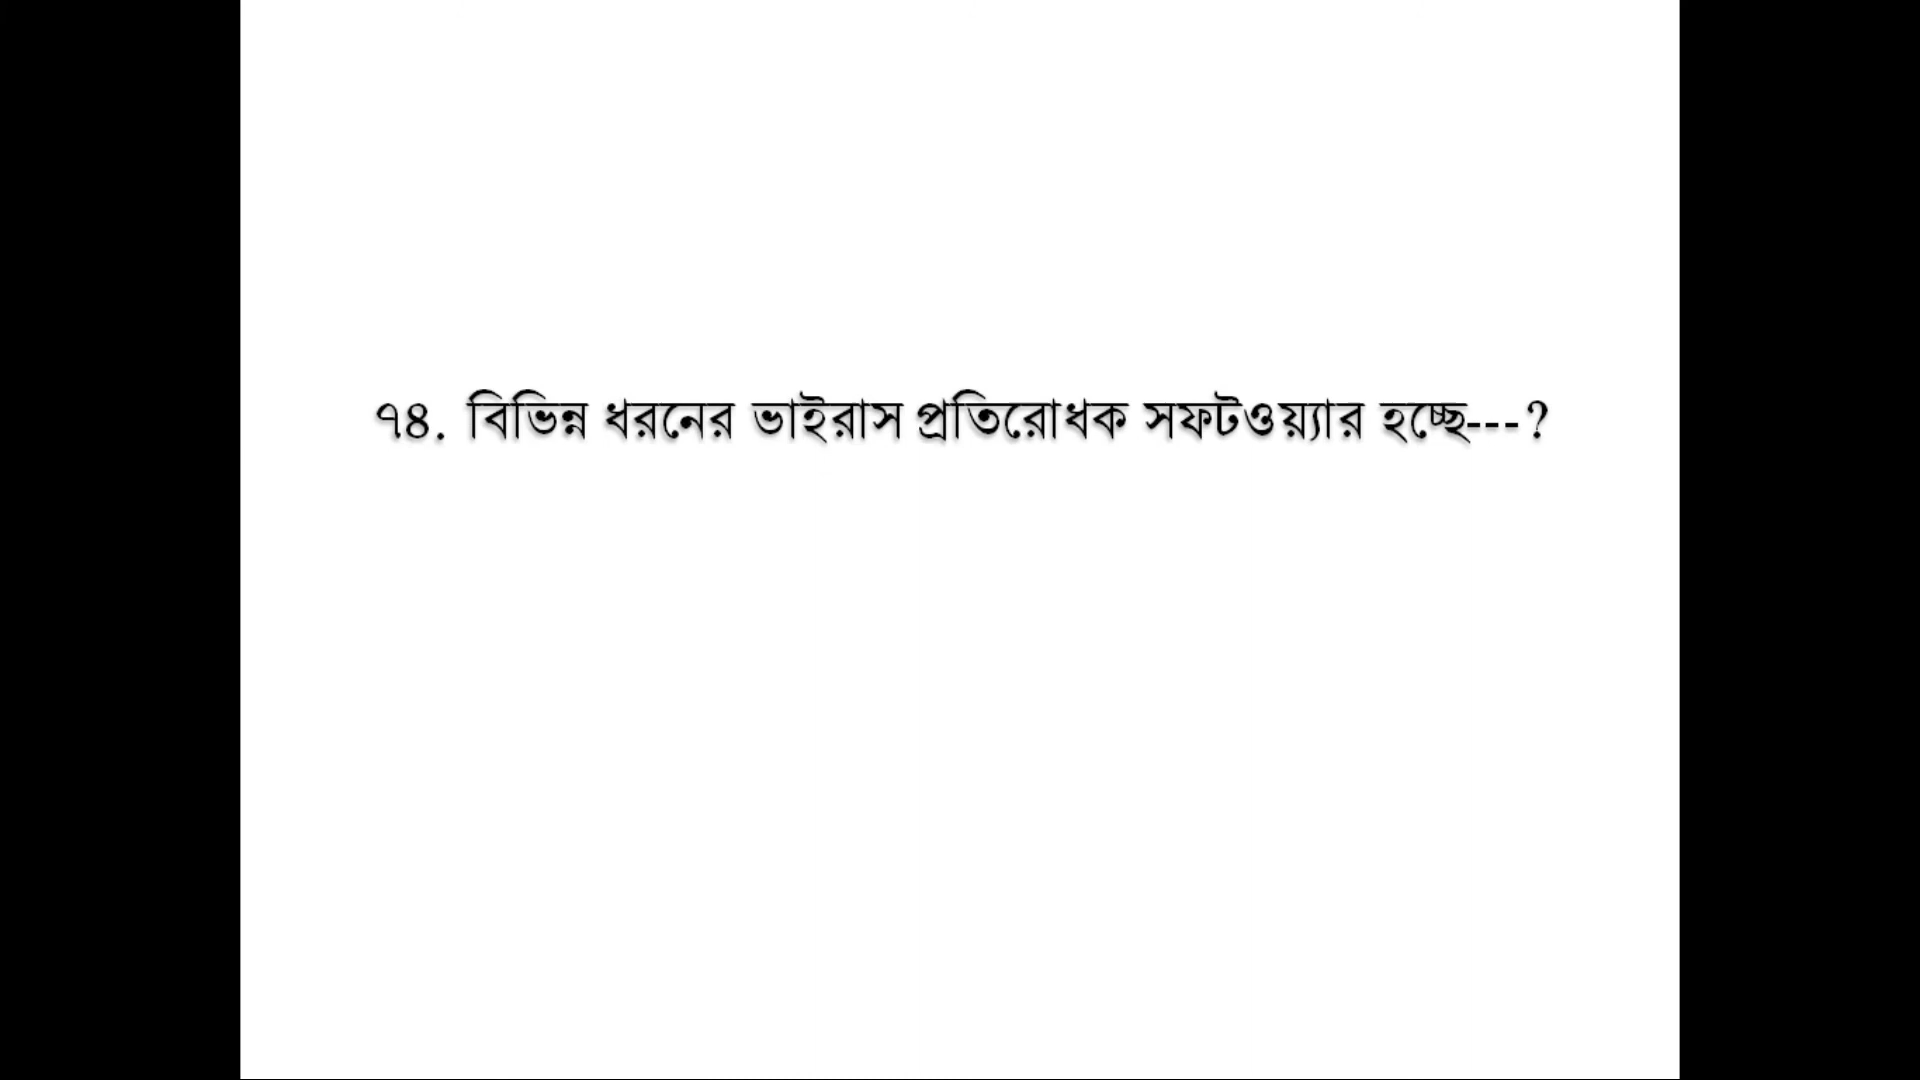 ৭৪. বিভিন্ন ধরনের ভাইরাস প্রতিরোধক সফটওয়্যার হচ্ছে---?